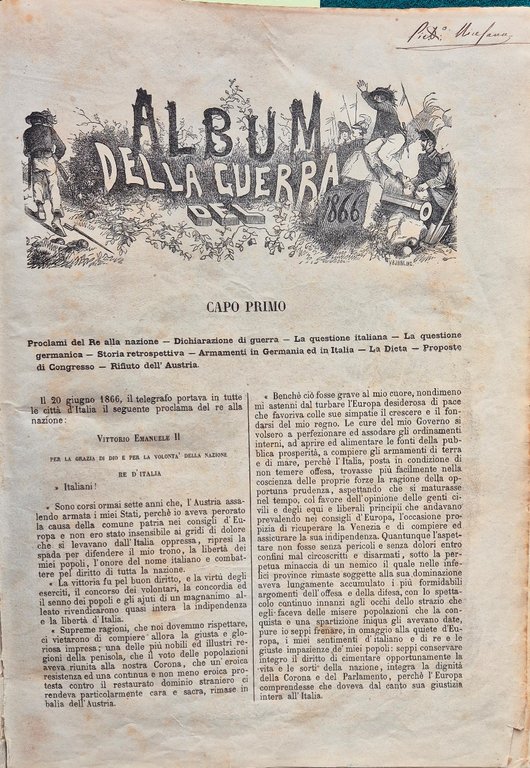 ALBUM
DELLA GUERRA
DEL 1866
CAPO PRIMO
Proclami del Re alla nazione — Dichiarazione di guerra — La questione italiana — La questione
germanica — Storia retrospettiva — Armamenti in Germania ed in Italia — La Dieta — Proposte
di Congresso — Rifiuto dell' Austria.
Il 20 giugno 1866, il telegrafo portava in tutte
le città d'Italia il seguente proclama del re alla
nazione:
VITTORIO EMANUELE II
PER LA GRAZIA DI DIO E PER LA VOLONTA' DELLA NAZIONE
RE D'ITALIA
» Italiani!
« Sono corsi ormai sette anni che, l'Austria assa-
lendo armata i miei Stati, perchè io aveva perorato
la causa della comune patria nei consigli d'Eu-
ropa e non ero stato insensibile ai gridi di dolore
che si levavano dall'Italia oppressa, ripresi la
spada per difendere il mio trono, la libertà dei
miei popoli, l'onore del nome italiano e combat-
tere pel diritto di tutta la nazione.
« La vittoria fu pel buon diritto, e la virtù degli
eserciti, il concorso dei volontari, la concordia ed
il senno dei popoli e gli ajuti di un magnanimo al-
leato rivendicarono quasi intera la indipendenza
e la libertà d'Italia.
« Supreme ragioni, che noi dovemmo rispettare,
ci vietarono di compiere allora la giusta e glo-
riosa impresa; una delle più nobili ed illustri re-
gioni della penisola, che il voto delle popolazioni
aveva riunita alla nostra Corona, che un'eroica
resistenza ed una continua e non meno eroica pro-
testa contro il restaurato dominio straniero ci
rendeva particolarmente cara e sacra, rimase in
balia dell'Austria.
« Benchè ciò fosse grave al mio cuore, nondimeno
mi astenni dal turbare l'Europa desiderosa di pace
che favoriva colle sue simpatie il crescere e il fon-
darsi del mio regno. Le cure del mio Governo si
volsero a perfezionare ed assodare gli ordinamenti
interni, ad aprire ed alimentare le fonti della pub-
blica prosperità, a compiere gli armamenti di terra
e di mare, perchè l'Italia, posta in condizione di
non temere offesa, trovasse più facilmente nella
coscienza delle proprie forze la ragione della op-
portuna prudenza, aspettando che si maturasse
nel tempo, col favore dell'opinione delle genti civi-
li e degli equi e liberali principii che andavano
prevalendo nei consigli d'Europa, l'occasione pro-
pizia di ricuperare la Venezia e di compiere ed
assicurare la sua indipendenza. Quantunque l'aspet-
tare non fosse senza pericoli e senza dolori entro
confini mal circoscritti e disarmati, sotto la per-
petua minaccia di un nemico il quale nelle infe-
lici province rimaste soggette alla sua dominazione
aveva lungamente accumulato i più formidabili
argomenti dell'offesa e della difesa, con lo spet-
tacolo continuo innanzi agli occhi dello strazio che
egli faceva delle misere popolazioni che la con-
quista e una spartizione iniqua gli avevano date,
pure io seppi frenare, in omaggio alla quiete d'Eu-
ropa, i miei sentimenti d'italiano e di re e le
giuste impazienze de' miei popoli: seppi conservare
integro il diritto di cimentare opportunamente la
vita e le sorti della nazione, integra la dignità
della Corona e del Parlamento, perchè l'Europa
comprendesse che doveva dal canto suo giustizia
intera all'Italia.